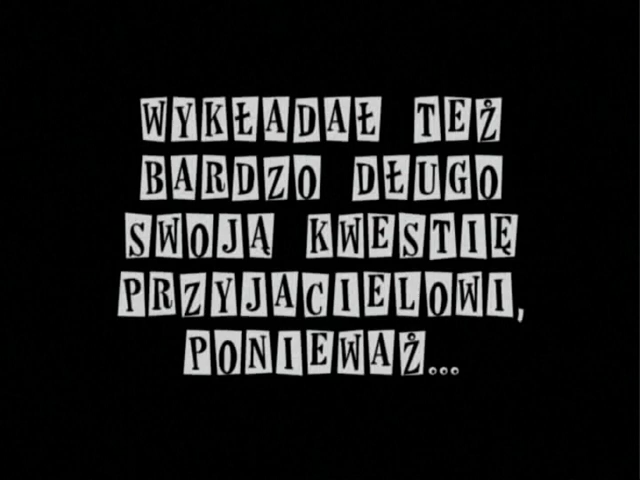 WYKŁADAŁ TEŻ
BARDZO DŁUGO
SWOJĄ KWESTIĘ
PRZYJACIELOWI,
PONIEWAŻ...